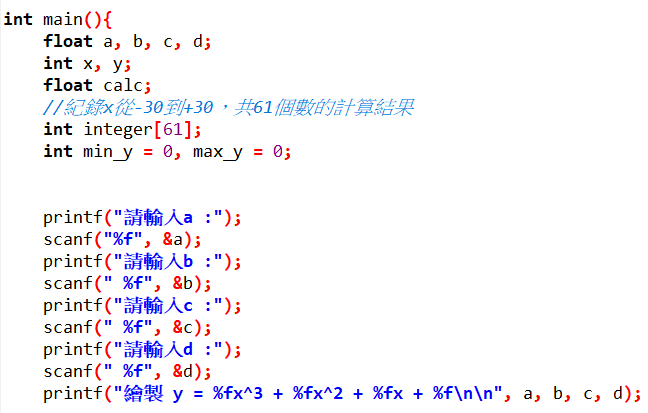 int main(){
    float a, b, c, d;
    int x, y;
    float calc;
    //紀錄x從-30到+30，共61個數的計算結果
    int integer[61];
    int min_y = 0, max_y = 0;
    printf("請輸入a :");
    scanf("%f", &a);
    printf("請輸入b :");
    scanf(" %f", &b);
    printf("請輸入c :");
    scanf(" %f", &c);
    printf("請輸入d :");
    scanf(" %f", &d);
    printf("繪製 y = %fx^3 + %fx^2 + %fx + %f\n\n", a, b, c, d);